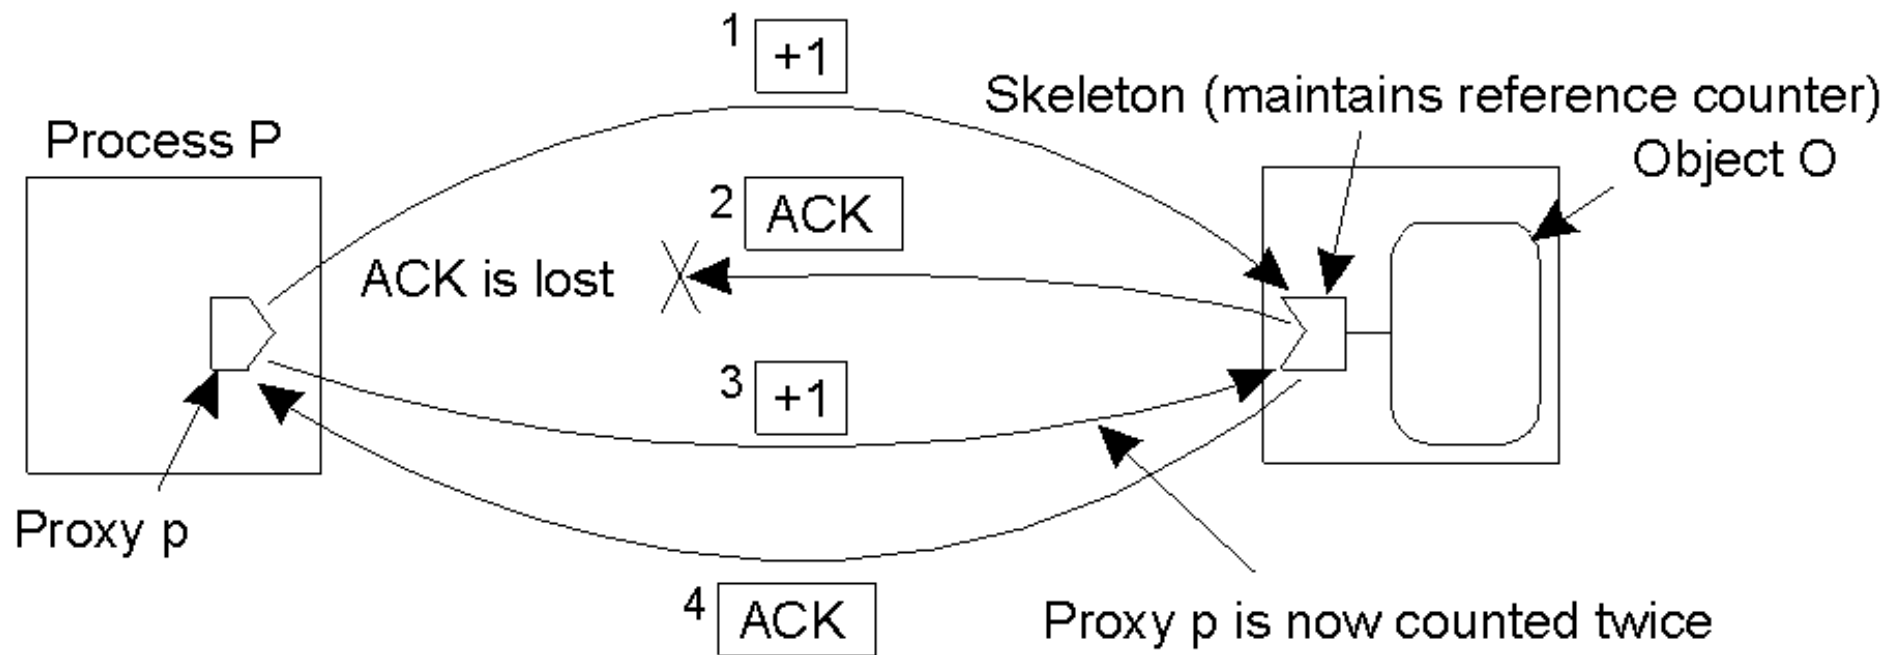 1 +1
Skeleton (maintains reference counter)
Process P
Object O
2 ACK
ACK is lost
3 +1
Proxy p
4 ACK
Proxy p is now counted twice